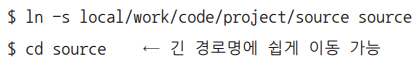 $ ln -s local/work/code/project/source source
$ cd source ← 긴 경로명에 쉽게 이동 가능